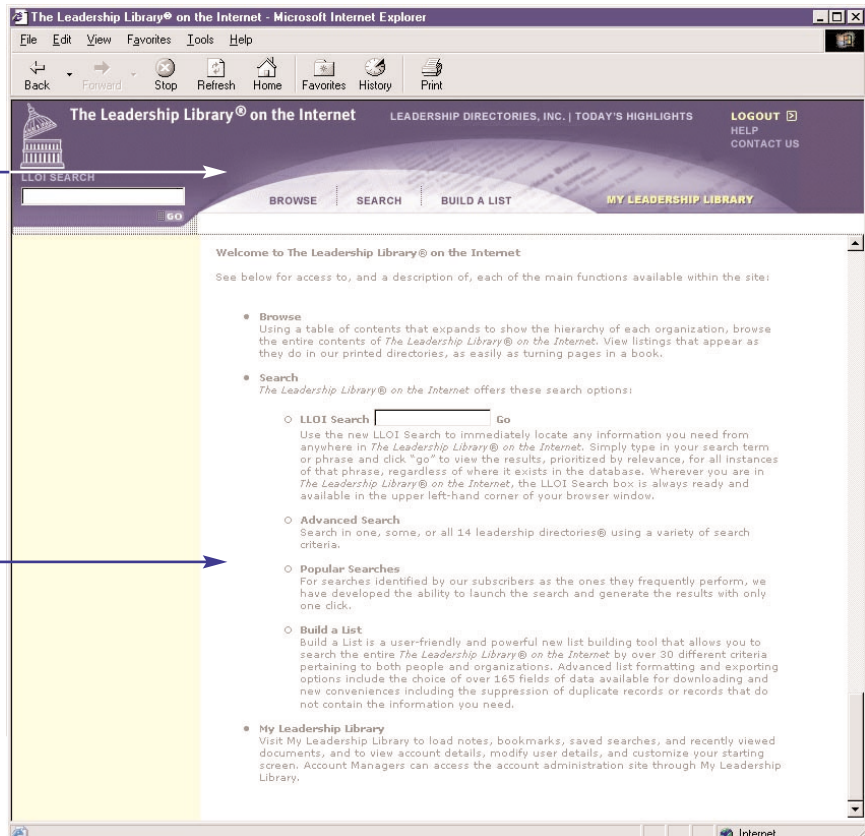 The Leadership Library® on the Internet - Microsoft Internet Explorer
File Edit View Favorites Tools Help
Back Forward Stop Refresh Home Favorites History Print
The Leadership Library® on the Internet
LEADERSHIP DIRECTORIES, INC. | TODAY'S HIGHLIGHTS
LOGOUT
HELP
CONTACT US
LLOI SEARCH
GO
BROWSE SEARCH BUILD A LIST MY LEADERSHIP LIBRARY
Welcome to The Leadership Library® on the Internet
See below for access to, and a description of, each of the main functions available within the site:
• Browse
Using a table of contents that expands to show the hierarchy of each organization, browse
the entire contents of The Leadership Library® on the Internet. View listings that appear as
they do in our printed directories, as easily as turning pages in a book.
• Search
The Leadership Library® on the Internet offers these search options:
○ LLOI Search Go
Use the new LLOI Search to immediately locate any information you need from
anywhere in The Leadership Library® on the Internet. Simply type in your search term
or phrase and click "go" to view the results, prioritized by relevance, for all instances
of that phrase, regardless of where it exists in the database. Wherever you are in
The Leadership Library® on the Internet, the LLOI Search box is always ready and
available in the upper left-hand corner of your browser window.
○ Advanced Search
Search in one, some, or all 14 leadership directories® using a variety of search
criteria.
○ Popular Searches
For searches identified by our subscribers as the ones they frequently perform, we
have developed the ability to launch the search and generate the results with only
one click.
○ Build a List
Build a List is a user-friendly and powerful new list building tool that allows you to
search the entire The Leadership Library® on the Internet by over 30 different criteria
pertaining to both people and organizations. Advanced list formatting and exporting
options include the choice of over 165 fields of data available for downloading and
new conveniences including the suppression of duplicate records or records that do
not contain the information you need.
• My Leadership Library
Visit My Leadership Library to load notes, bookmarks, saved searches, and recently viewed
documents, and to view account details, modify user details, and customize your starting
screen. Account Managers can access the account administration site through My Leadership
Library.
Internet